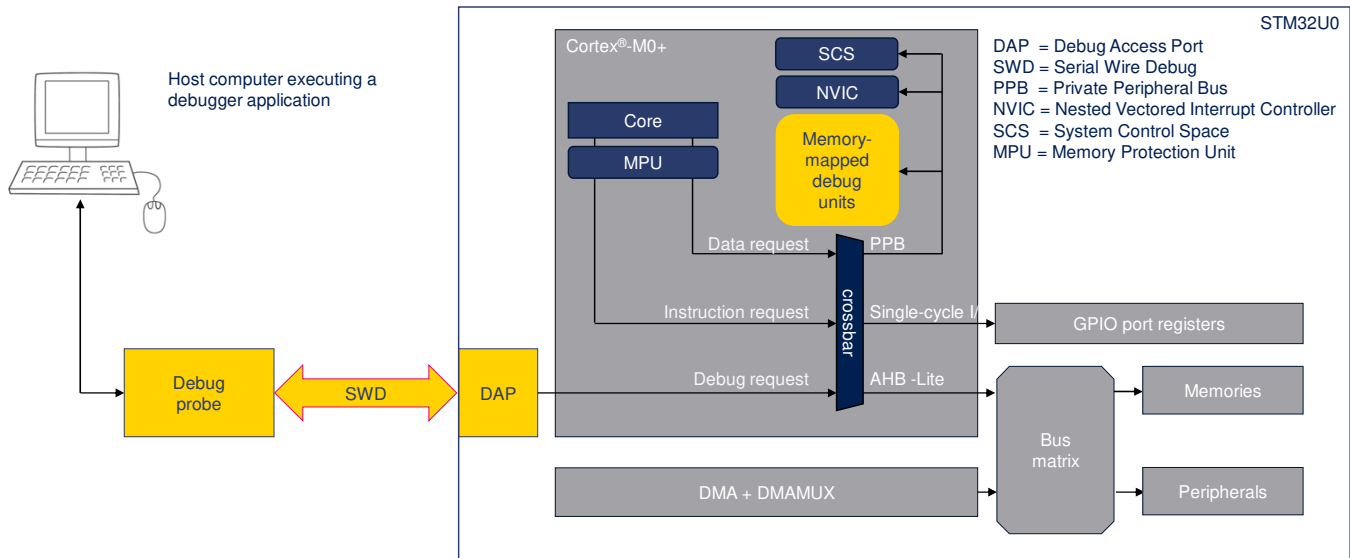 STM32U0
Host computer executing a
debugger application
Cortex®-M0+
SCS
NVIC
Memory-
mapped
debug
units
Core
MPU
DAP = Debug Access Port
SWD = Serial Wire Debug
PPB = Private Peripheral Bus
NVIC = Nested Vectored Interrupt Controller
SCS = System Control Space
MPU = Memory Protection Unit
Data request
PPB
Instruction request
crossbar
Single-cycle I/
GPIO port registers
Debug
probe
SWD
DAP
Debug request
AHB -Lite
Bus
matrix
Memories
DMA + DMAMUX
Peripherals